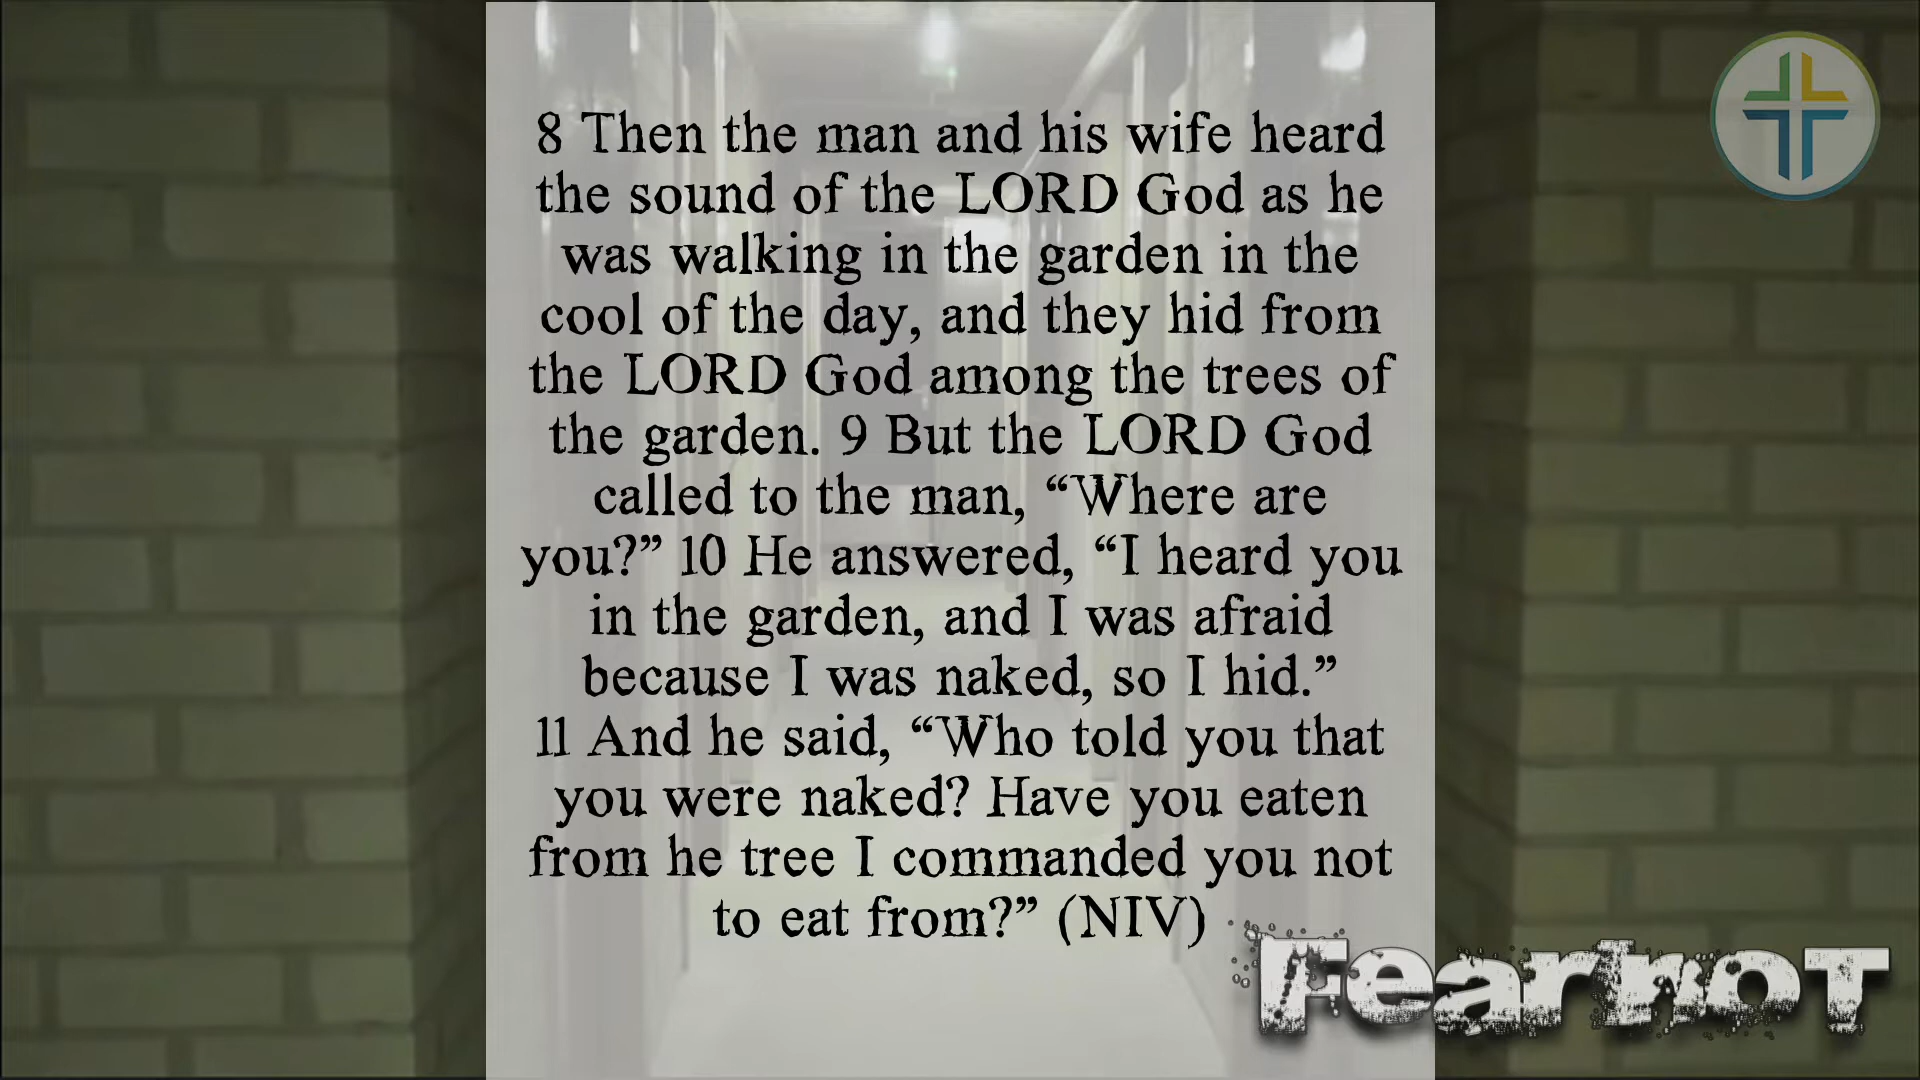 8 Then the man and his wife heard
the sound of the LORD God as he
was walking in the garden in the
cool of the day, and they hid from
the LORD God among the trees of
the garden. 9 But the LORD God
called to the man, “Where are
you?” 10 He answered, “I heard you
in the garden, and I was afraid
because I was naked, so I hid.”
11 And he said, “Who told you that
you were naked? Have you eaten
from he tree I commanded you not
to eat from?” (NIV)
Fear not